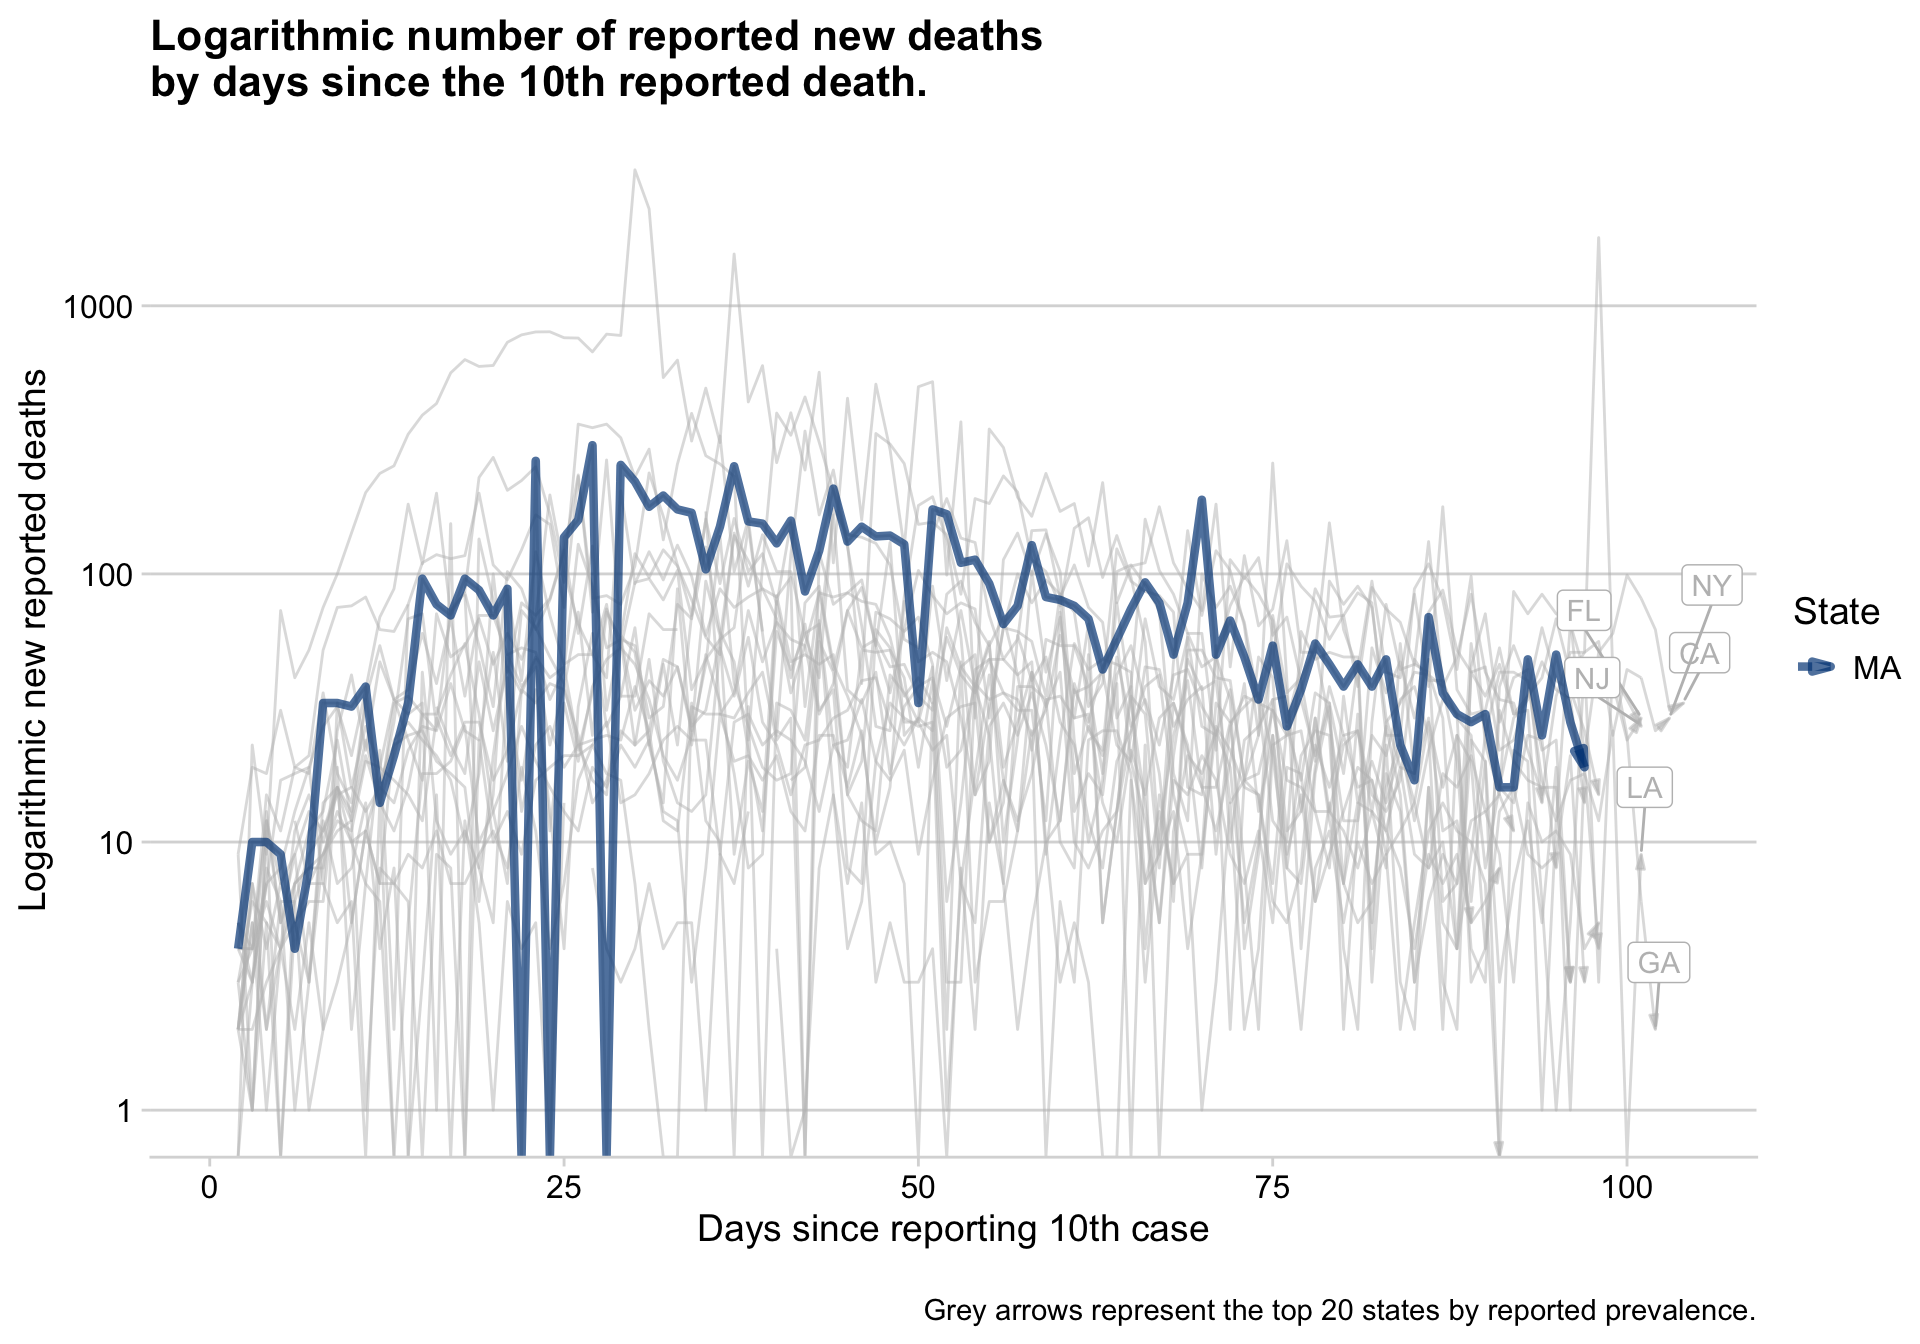 Logarithmic number of reported new deaths
by days since the 10th reported death.
Logarithmic new reported deaths
1000
100
10
1
FL
NY
CA
NJ
LA
GA
State
MA
0
25
50
75
100
Days since reporting 10th case
Grey arrows represent the top 20 states by reported prevalence.